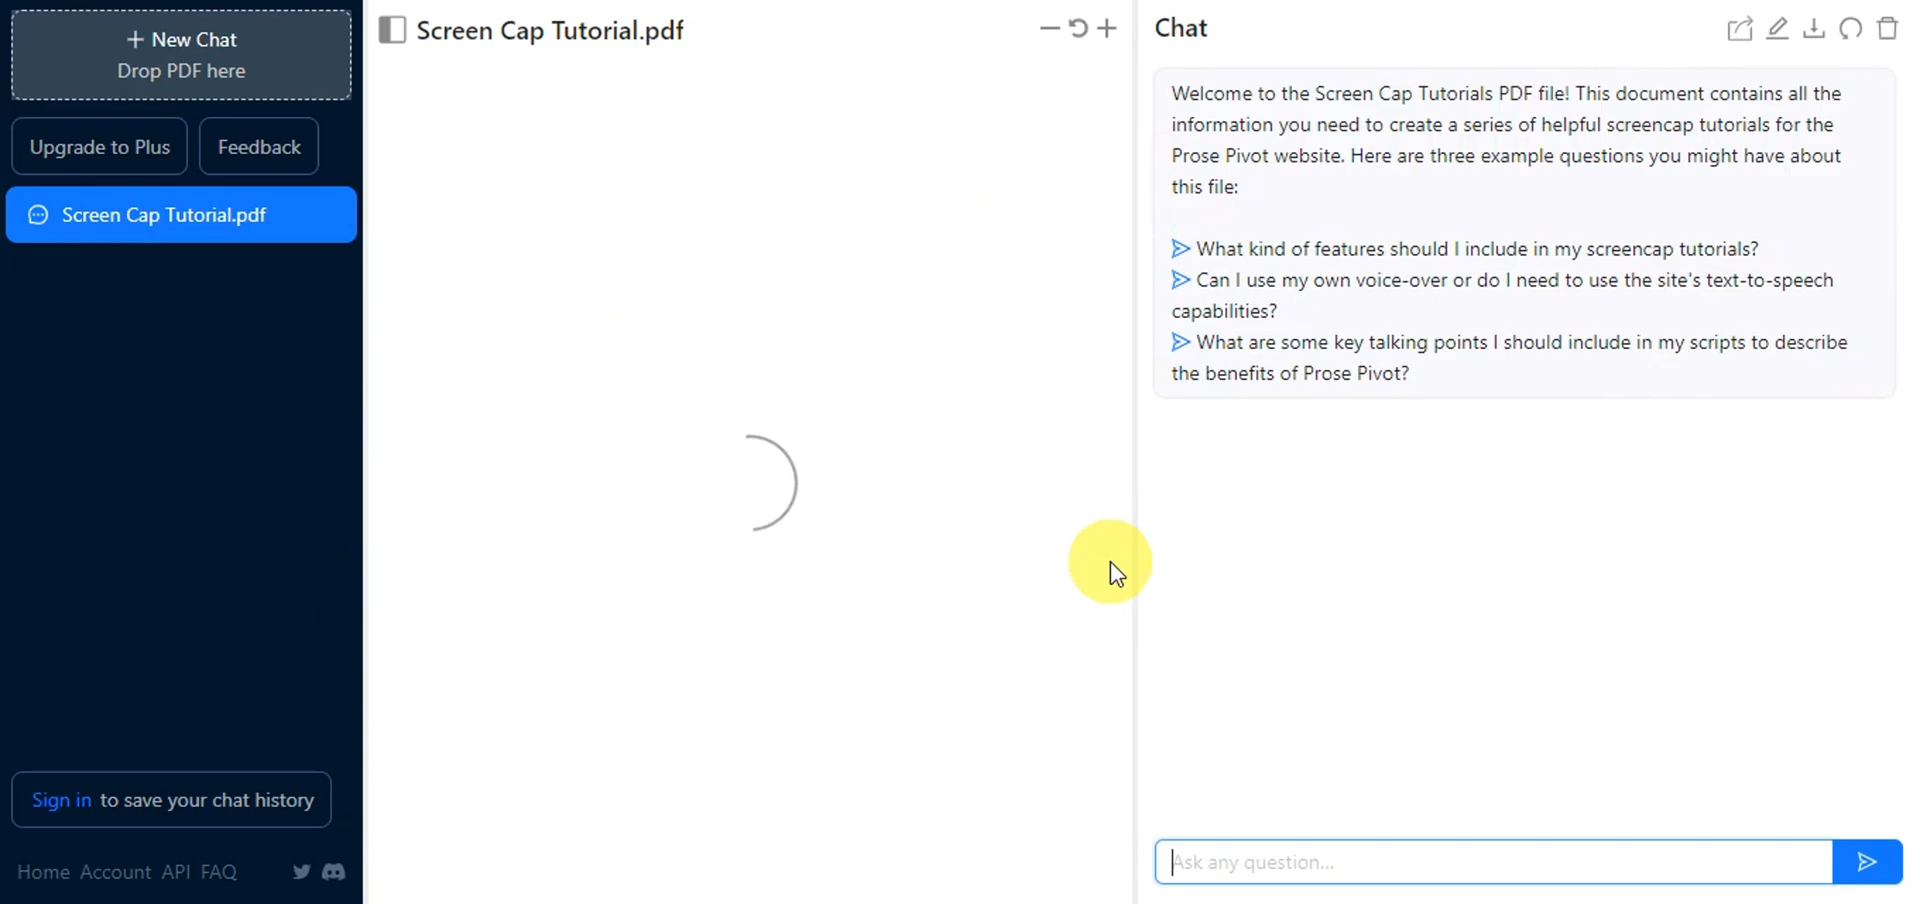 + New Chat
Drop PDF here
Upgrade to Plus
Feedback
Screen Cap Tutorial.pdf
Sign in to save your chat history
Home Account API FAQ
Screen Cap Tutorial.pdf
Chat
Welcome to the Screen Cap Tutorials PDF file! This document contains all the
information you need to create a series of helpful screencap tutorials for the
Prose Pivot website. Here are three example questions you might have about
this file:
What kind of features should I include in my screencap tutorials?
Can I use my own voice-over or do I need to use the site's text-to-speech
capabilities?
What are some key talking points I should include in my scripts to describe
the benefits of Prose Pivot?
Ask any question...